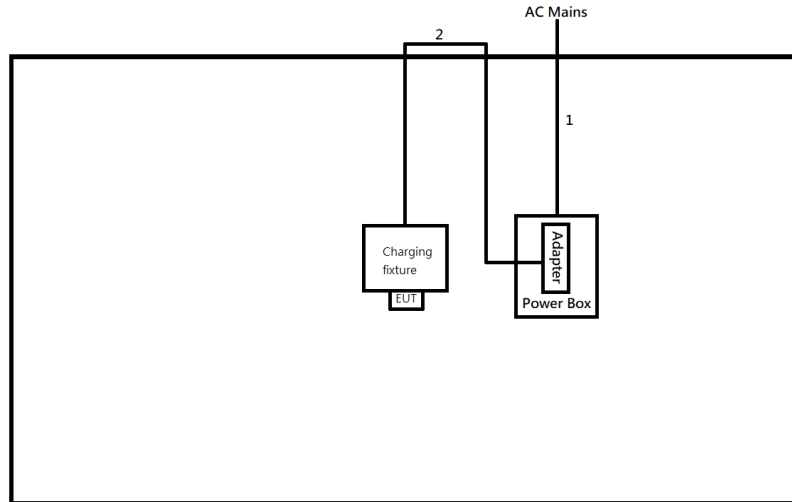 AC Mains
2
1
Charging
fixture
EUT
Adapter
Power Box